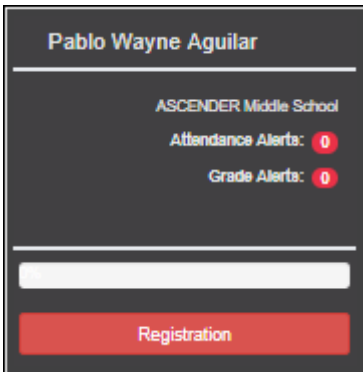 Pablo Wayne Aguilar
ASCENDER Middle School
Attendance Alerts: 0
Grade Alerts: 0
Registration